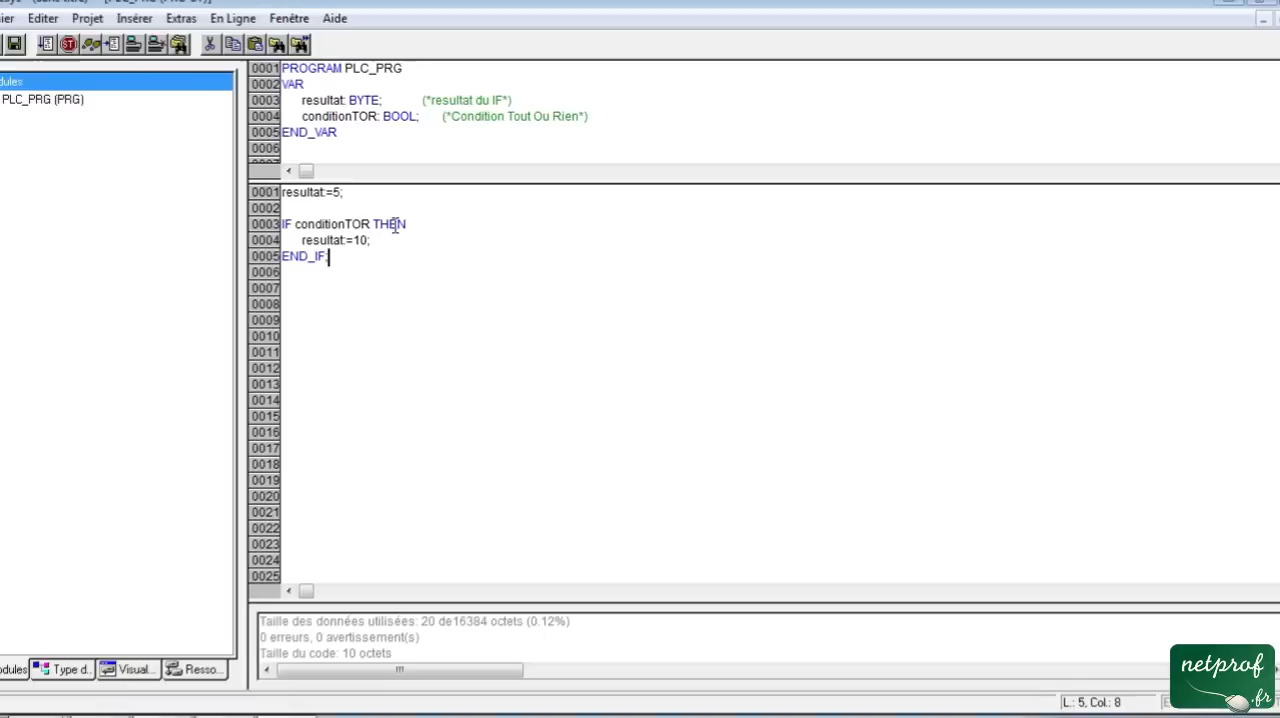 Editer Projet Insérer Extras En Ligne Fenêtre Aide
PLC_PRG (PRG)
0001 PROGRAM PLC_PRG
0002 VAR
0003 resultat: BYTE; (*resultat du IF*)
0004 conditionTOR: BOOL; (*Condition Tout Ou Rien*)
0005 END_VAR
0006
0001 resultat:=5;
0002
0003 IF conditionTOR THEN
0004 resultat:=10;
0005 END_IF;
0006
0007
0008
0009
0010
0011
0012
0013
0014
0015
0016
0017
0018
0019
0020
0021
0022
0023
0024
0025
Taille des données utilisées: 20 de16384 octets (0.12%)
0 erreurs, 0 avertissement(s)
Taille du code: 10 octets
odules Type d... Visual... Resso...
L: 5, Col: 8
netprof
.fr